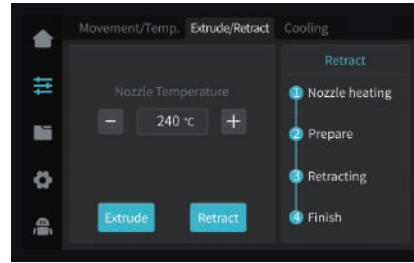 Movement/Temp. Extrude/Retract Cooling
Nozzle Temperature
− 240 °C +
Extrude Retract
Retract
1 Nozzle heating
2 Prepare
3 Retracting
4 Finish